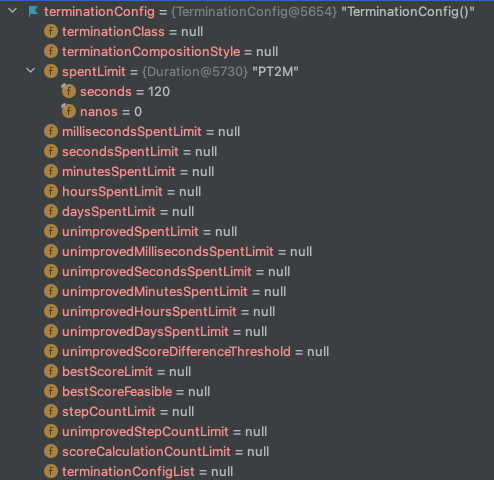 terminationConfig = {TerminationConfig@5654} "TerminationConfig()"
f terminationClass = null
f terminationCompositionStyle = null
f spentLimit = {Duration@5730} "PT2M"
f seconds = 120
f nanos = 0
f millisecondsSpentLimit = null
f secondsSpentLimit = null
f minutesSpentLimit = null
f hoursSpentLimit = null
f daysSpentLimit = null
f unimprovedSpentLimit = null
f unimprovedMillisecondsSpentLimit = null
f unimprovedSecondsSpentLimit = null
f unimprovedMinutesSpentLimit = null
f unimprovedHoursSpentLimit = null
f unimprovedDaysSpentLimit = null
f unimprovedScoreDifferenceThreshold = null
f bestScoreLimit = null
f bestScoreFeasible = null
f stepCountLimit = null
f unimprovedStepCountLimit = null
f scoreCalculationCountLimit = null
f terminationConfigList = null